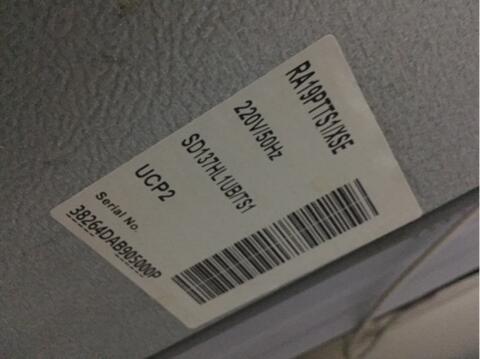 RA19PTTS1/XSE
220V/50Hz
SD137HL1UB/TS1
UCP2
Serial No.
38264DAB905000P